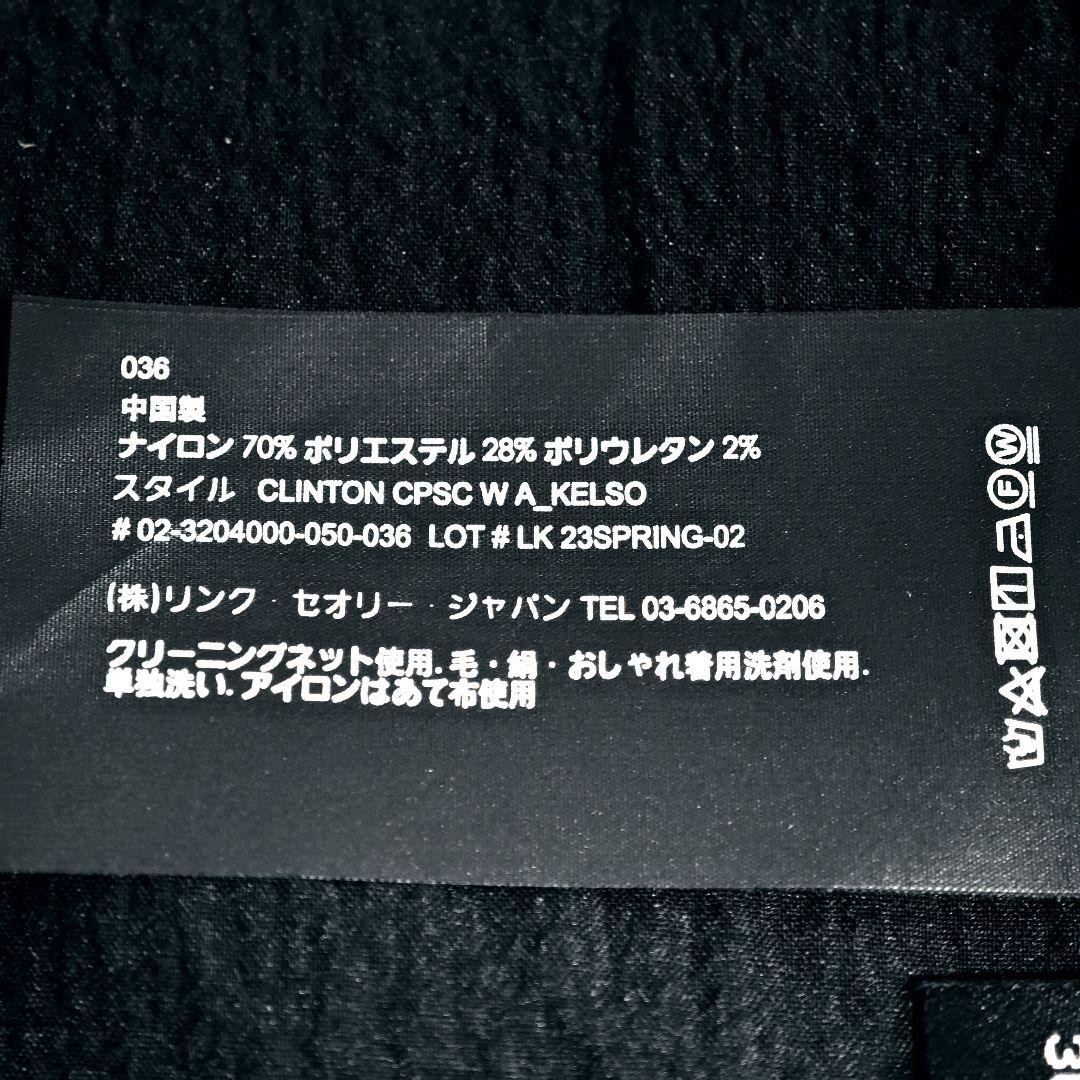 036
中国製
ナイロン 70% ポリエステル 28% ポリウレタン 2%
スタイル CLINTON CPSC W A_KELSO
# 02-3204000-050-036 LOT # LK 23SPRING-02
(株)リンク・セオリー・ジャパン TEL 03-6865-0206
クリーニングネット使用.毛・絹・おしゃれ着用洗剤使用.
単独洗い.アイロンはあて布使用
W
F